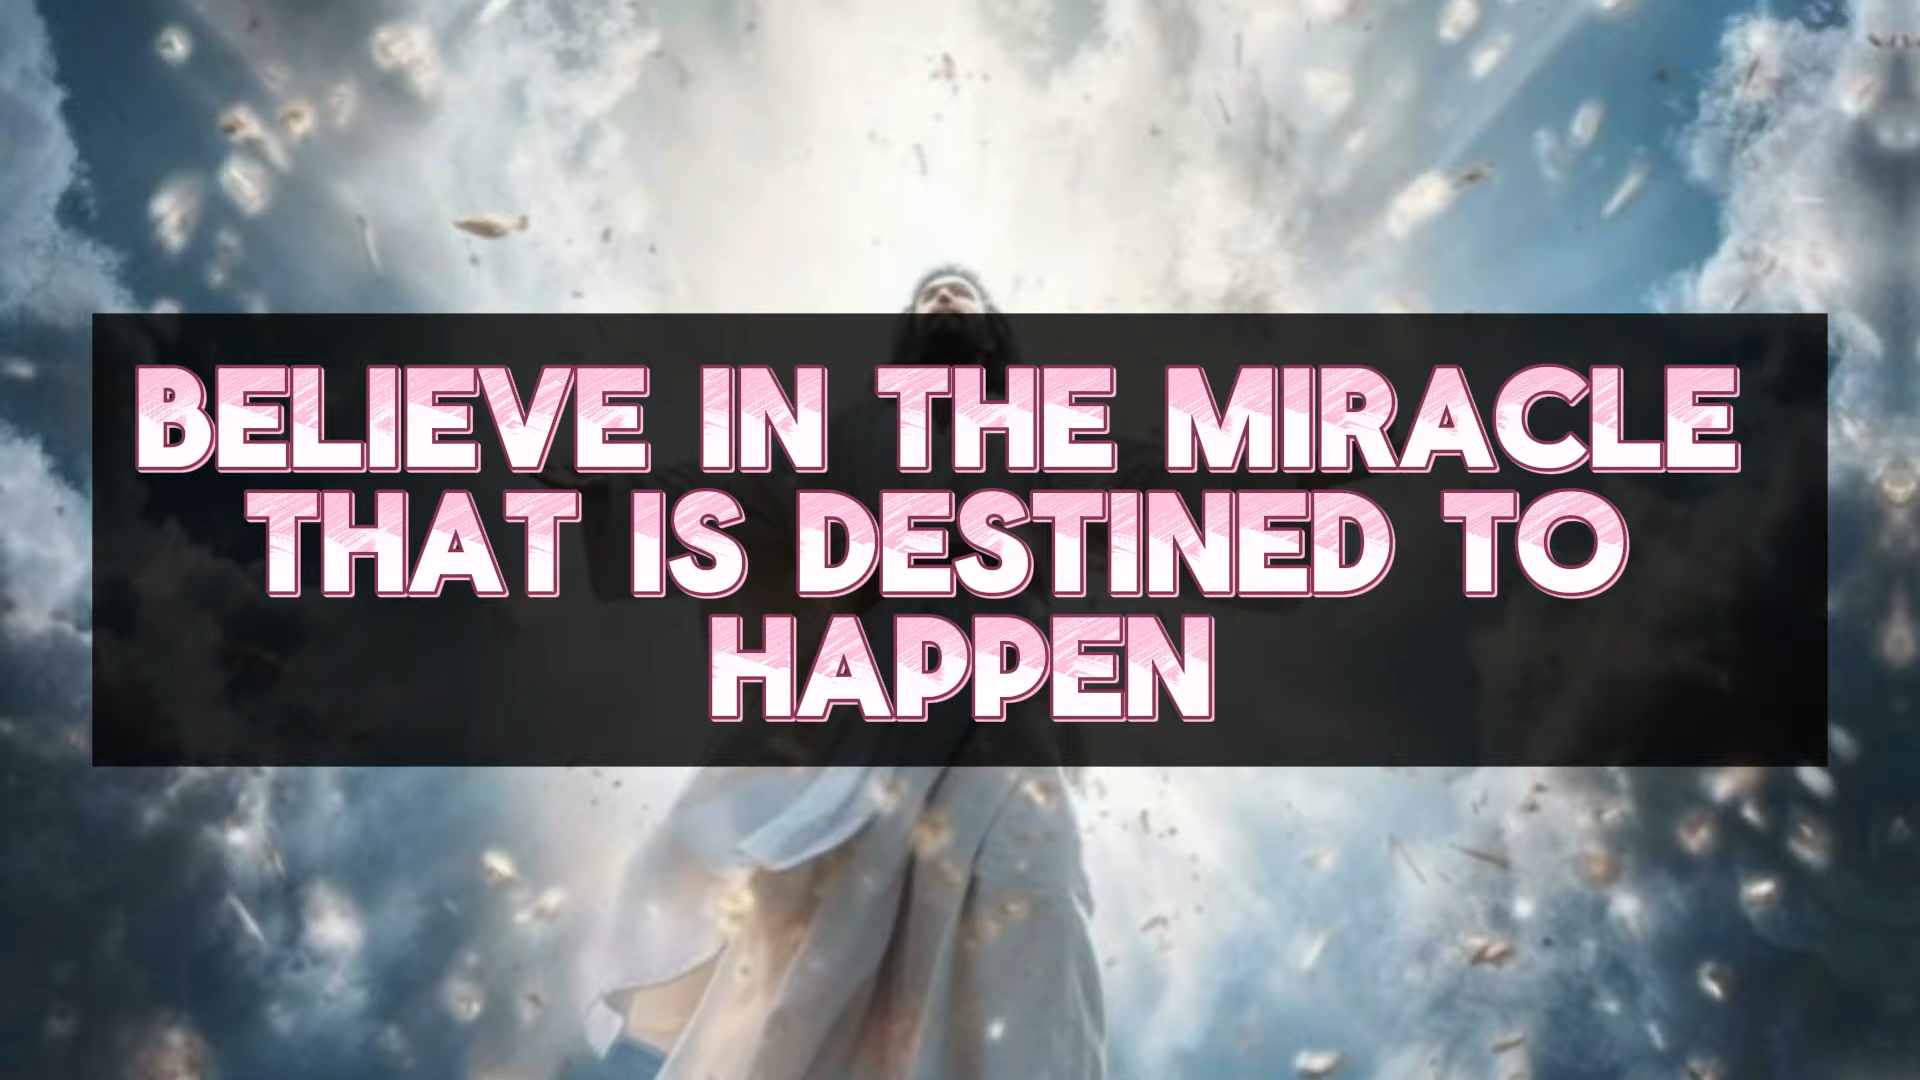 BELIEVE IN THE MIRACLE
THAT IS DESTINED TO
HAPPEN